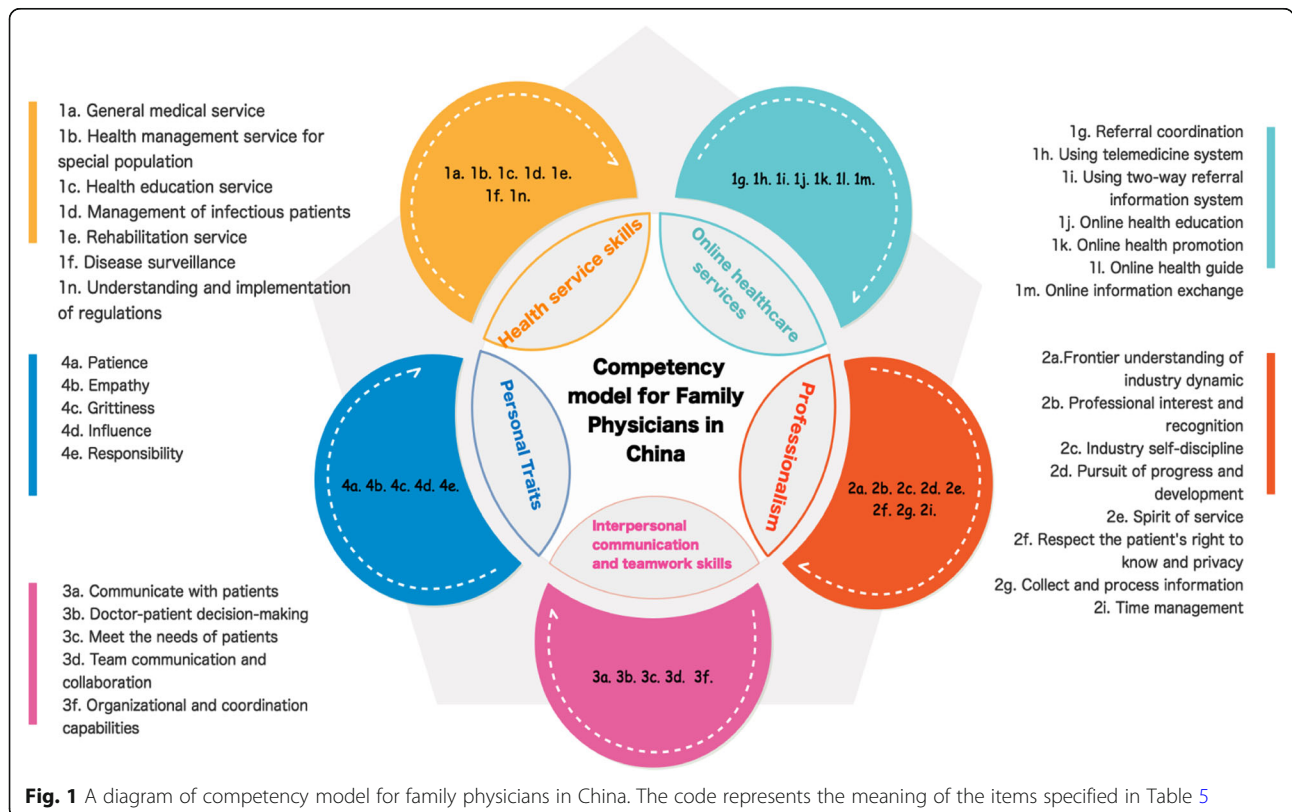 1a. General medical service
1b. Health management service for
special population
1c. Health education service
1d. Management of infectious patients
1e. Rehabilitation service
1f. Disease surveillance
1n. Understanding and implementation
of regulations
1a. 1b. 1c. 1d. 1e.
1f. 1n.
Health service skills
1g. 1h. 1i. 1j. 1k. 1l. 1m.
Online healthcare
services
1g. Referral coordination
1h. Using telemedicine system
1i. Using two-way referral
information system
1j. Online health education
1k. Online health promotion
1l. Online health guide
1m. Online information exchange
4a. Patience
4b. Empathy
4c. Grittiness
4d. Influence
4e. Responsibility
4a. 4b. 4c. 4d. 4e.
Personal Traits
Competency
model for Family
Physicians in
China
Professionalism
2a. 2b. 2c. 2d. 2e.
2f. 2g. 2i.
2a.Frontier understanding of
industry dynamic
2b. Professional interest and
recognition
2c. Industry self-discipline
2d. Pursuit of progress and
development
2e. Spirit of service
2f. Respect the patient's right to
know and privacy
2g. Collect and process information
2i. Time management
3a. Communicate with patients
3b. Doctor-patient decision-making
3c. Meet the needs of patients
3d. Team communication and
collaboration
3f. Organizational and coordination
capabilities
Interpersonal
communication
and teamwork skills
3a. 3b. 3c. 3d. 3f.
Fig. 1 A diagram of competency model for family physicians in China. The code represents the meaning of the items specified in Table 5